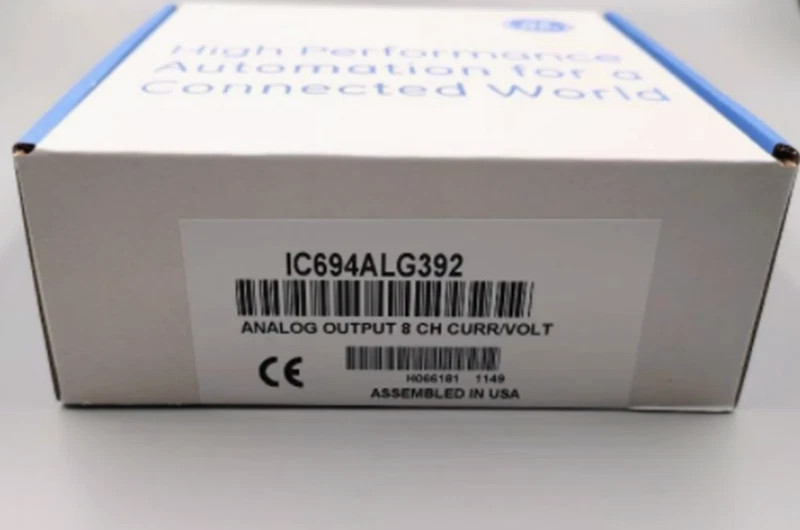 High Performance
Automation for a
Connected World
IC694ALG392
ANALOG OUTPUT 8 CH CURR/VOLT
CE
H066181 1149
ASSEMBLED IN USA